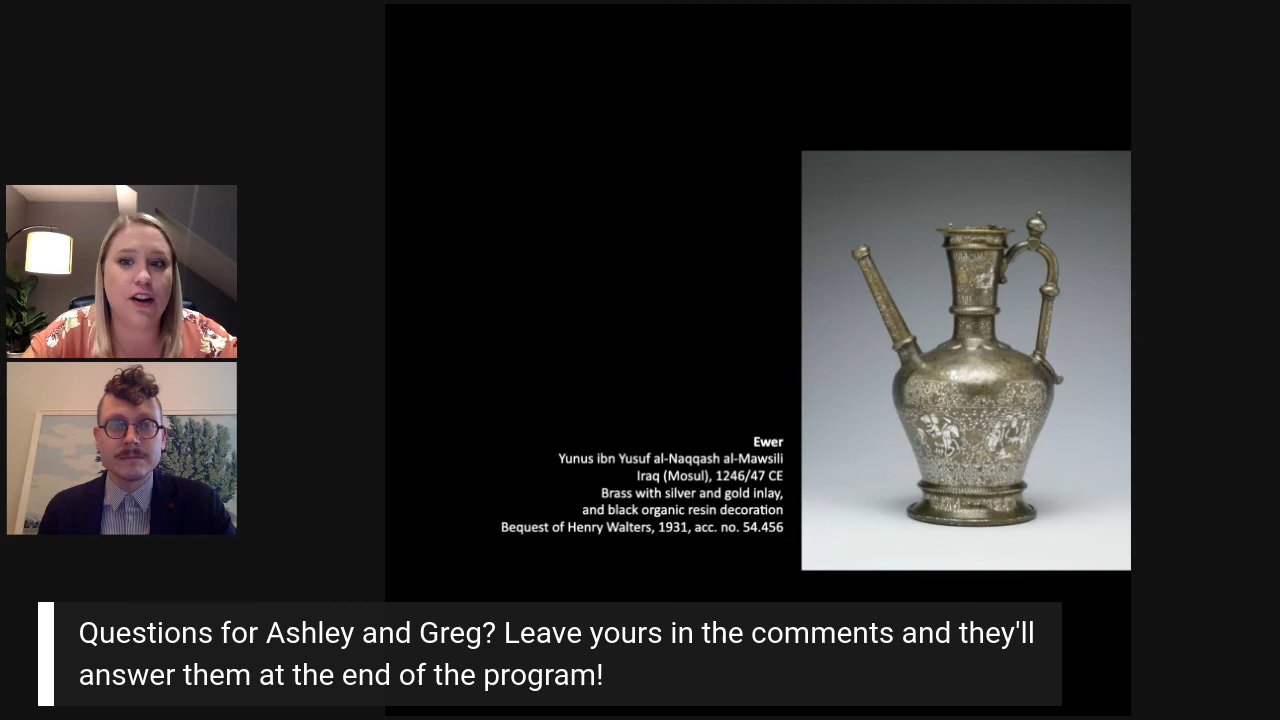 Ewer
Yunus ibn Yusuf al-Naqqash al-Mawsili
Iraq (Mosul), 1246/47 CE
Brass with silver and gold inlay,
and black organic resin decoration
Bequest of Henry Walters, 1931, acc. no. 54.456
Questions for Ashley and Greg? Leave yours in the comments and they'll
answer them at the end of the program!